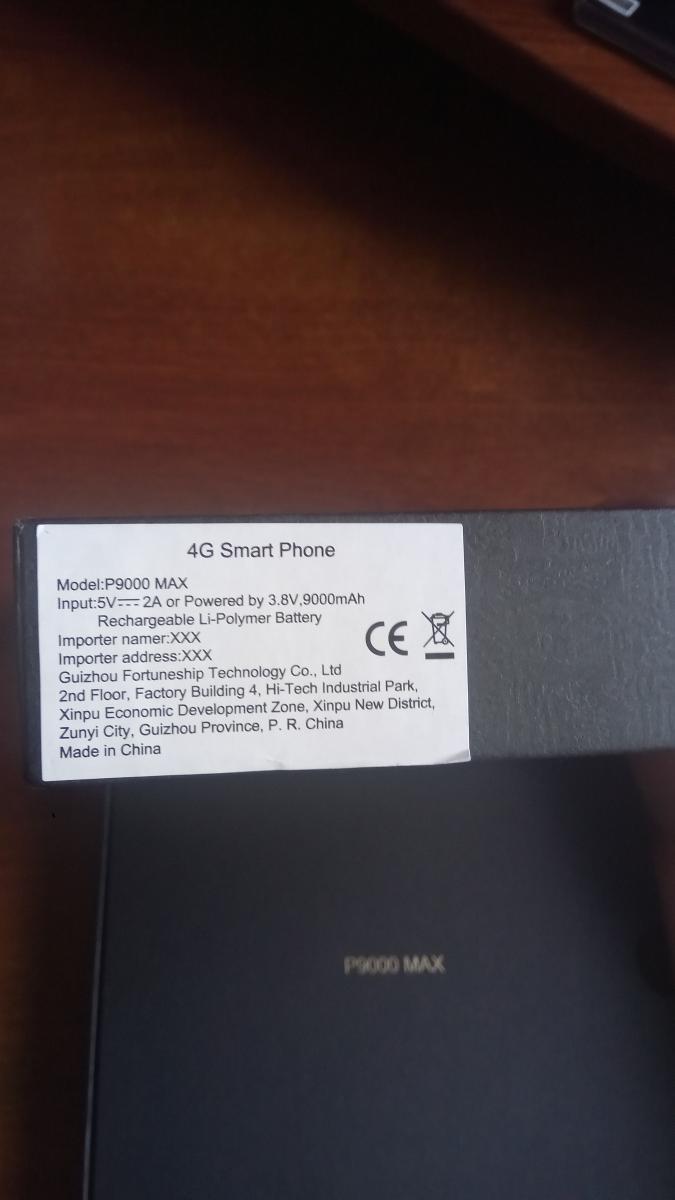 4G Smart Phone
Model:P9000 MAX
Input:5V⎓2A or Powered by 3.8V,9000mAh
Rechargeable Li-Polymer Battery
Importer namer:XXX
Importer address:XXX
Guizhou Fortuneship Technology Co., Ltd
2nd Floor, Factory Building 4, Hi-Tech Industrial Park,
Xinpu Economic Development Zone, Xinpu New District,
Zunyi City, Guizhou Province, P. R. China
Made in China
CE
P9000 MAX